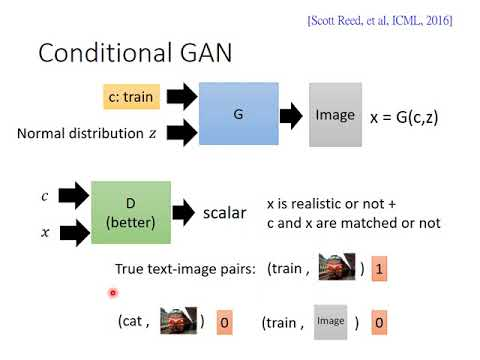 [Scott Reed, et al, ICML, 2016]
Conditional GAN
c: train
G
Image
x = G(c,z)
Normal distribution z
c
D
(better)
scalar
x is realistic or not +
c and x are matched or not
x
True text-image pairs:
(train , ) 1
(cat , ) 0
(train , Image ) 0